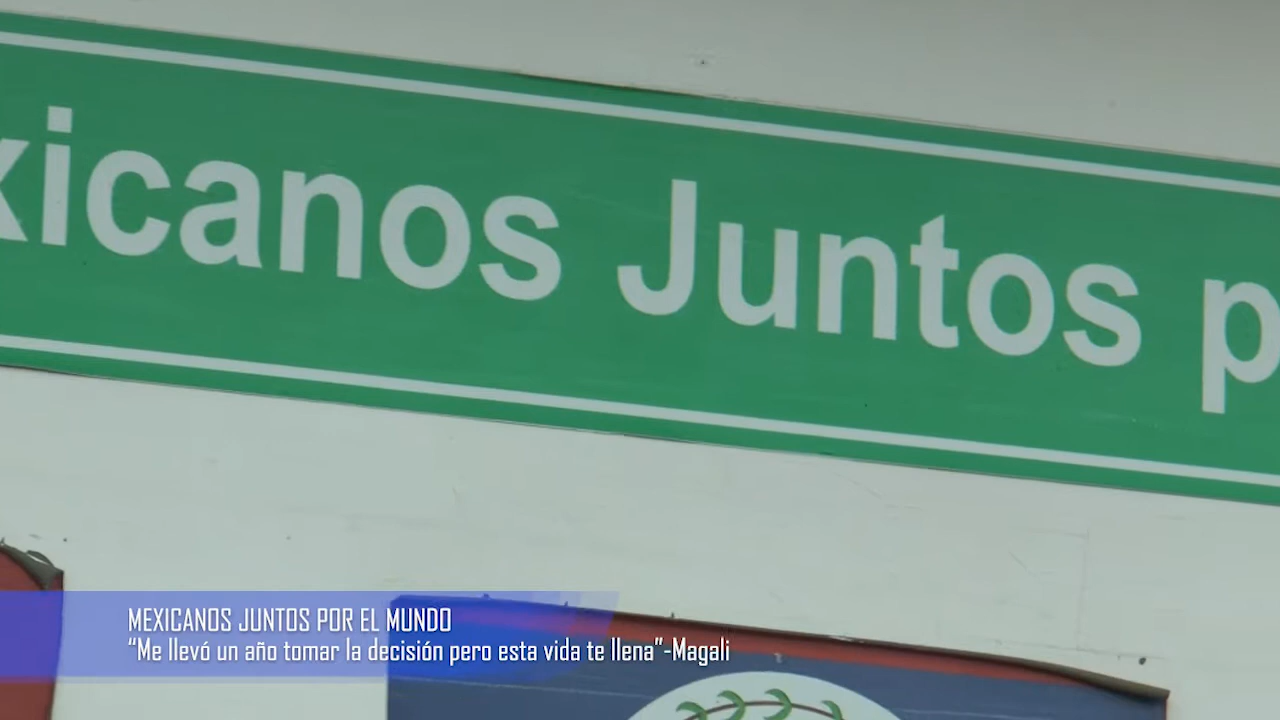 xicanos Juntos p
MEXICANOS JUNTOS POR EL MUNDO
“Me llevó un año tomar la decisión pero esta vida te llena”-Magali